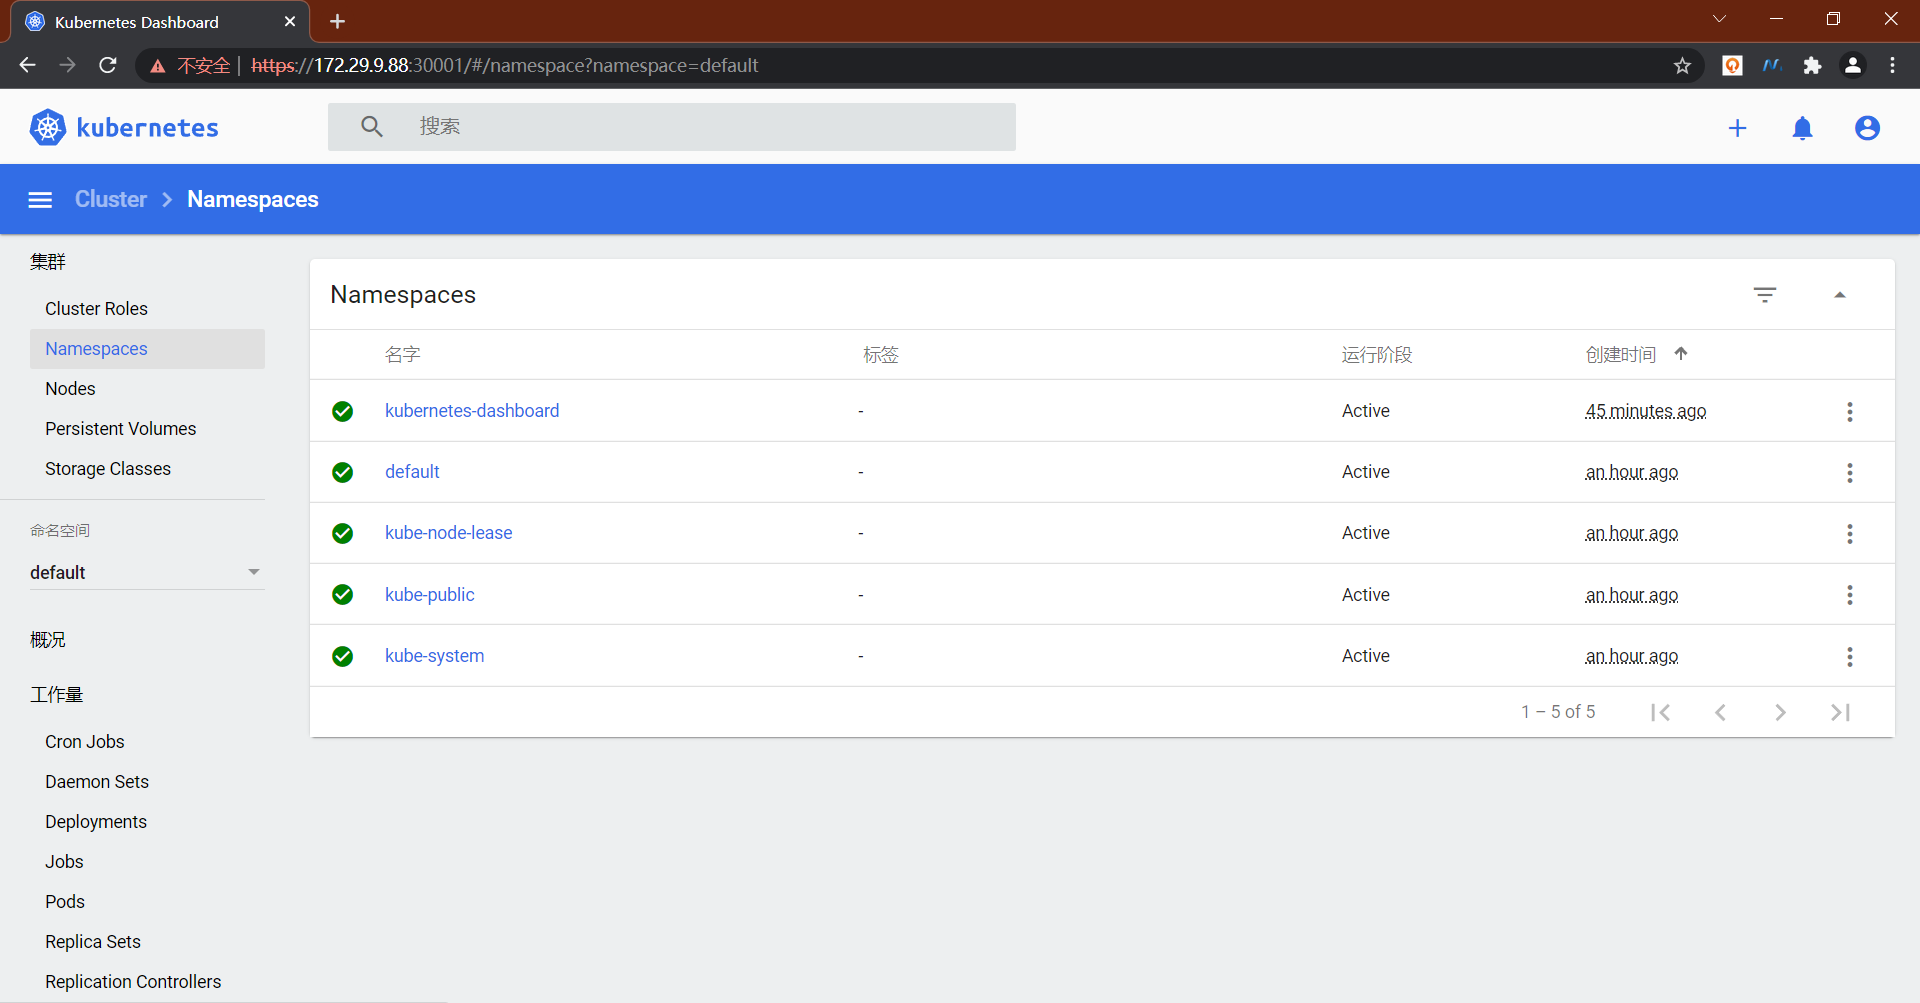 Kubernetes Dashboard
不安全 | https://172.29.9.88:30001/#/namespace?namespace=default
kubernetes
搜索
Cluster > Namespaces
集群
Cluster Roles
Namespaces
Nodes
Persistent Volumes
Storage Classes
命名空间
default
概况
工作量
Cron Jobs
Daemon Sets
Deployments
Jobs
Pods
Replica Sets
Replication Controllers
Namespaces
名字 标签 运行阶段 创建时间
kubernetes-dashboard - Active 45 minutes ago
default - Active an hour ago
kube-node-lease - Active an hour ago
kube-public - Active an hour ago
kube-system - Active an hour ago
1 – 5 of 5